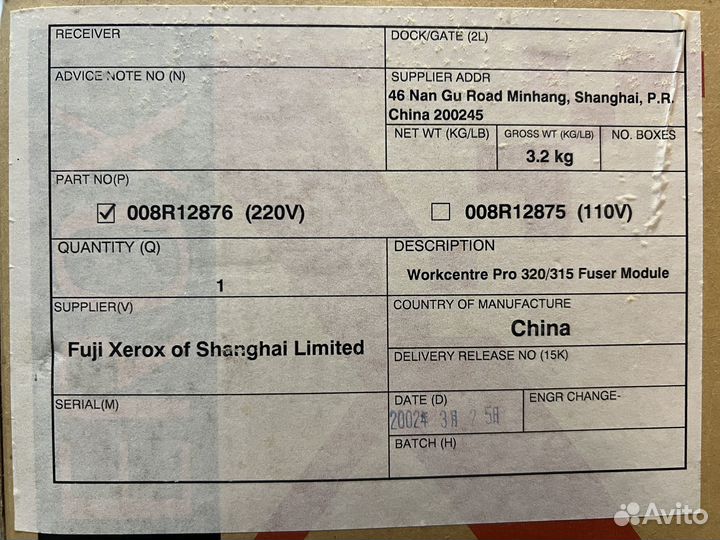 RECEIVER
DOCK/GATE (2L)
ADVICE NOTE NO (N)
SUPPLIER ADDR
46 Nan Gu Road Minhang, Shanghai, P.R.
China 200245
NET WT (KG/LB)
GROSS WT (KG/LB)
3.2 kg
NO. BOXES
PART NO(P)
008R12876 (220V)
008R12875 (110V)
QUANTITY (Q)
1
DESCRIPTION
Workcentre Pro 320/315 Fuser Module
SUPPLIER(V)
Fuji Xerox of Shanghai Limited
COUNTRY OF MANUFACTURE
China
DELIVERY RELEASE NO (15K)
SERIAL(M)
DATE (D)
2002年 3月 25日
ENGR CHANGE-
BATCH (H)
Avito